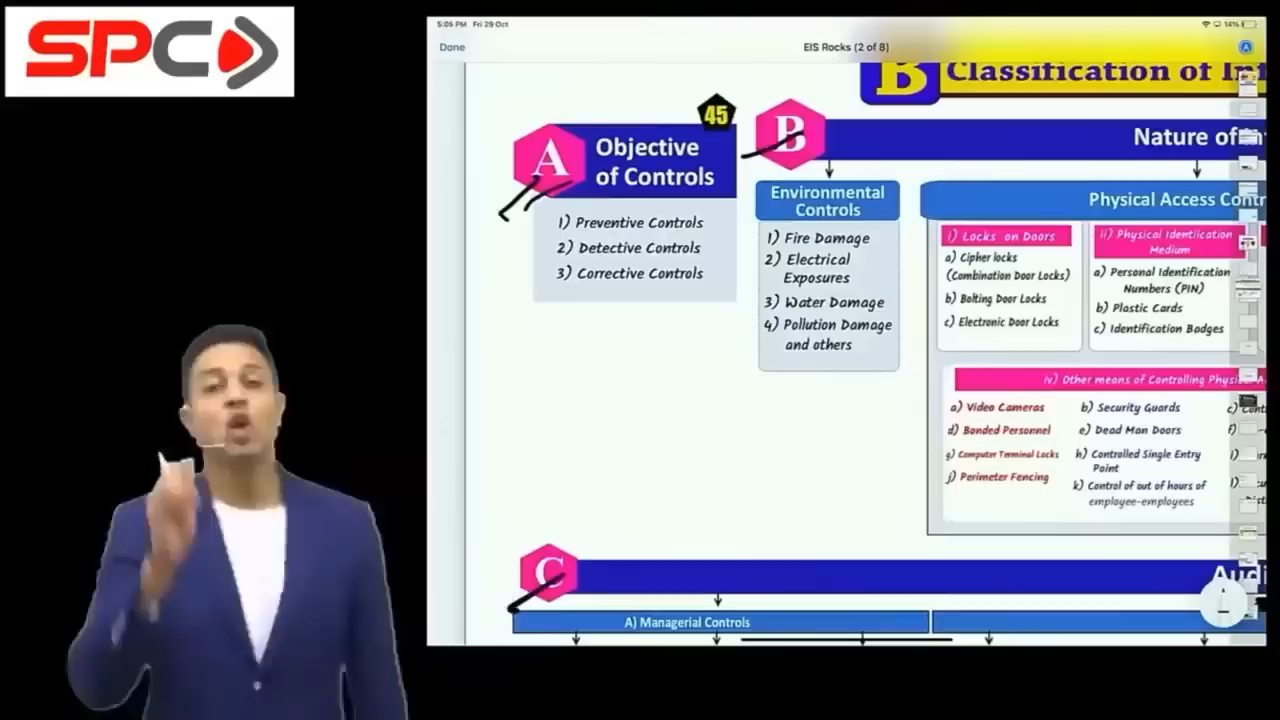 SPC
5:05 PM Fri 29 Oct
14%
Done
EIS Rocks (2 of 8)
B
Classification of In
45
A
Objective
of Controls
1) Preventive Controls
2) Detective Controls
3) Corrective Controls
B
Nature of
Environmental
Controls
1) Fire Damage
2) Electrical
Exposures
3) Water Damage
4) Pollution Damage
and others
Physical Access Contr
i) Locks on Doors
a) Cipher locks
(Combination Door Locks)
b) Bolting Door Locks
c) Electronic Door Locks
ii) Physical Identiication
Medium
a) Personal Identification
Numbers (PIN)
b) Plastic Cards
c) Identification Badges
iv) Other means of Controlling Physi
a) Video Cameras
b) Security Guards
c)
d) Bonded Personnel
e) Dead Man Doors
f)
g) Computer Terminal Locks
h) Controlled Single Entry
Point
j) Perimeter Fencing
k) Control of out of hours of
employee-employees
C
Audi
A) Managerial Controls